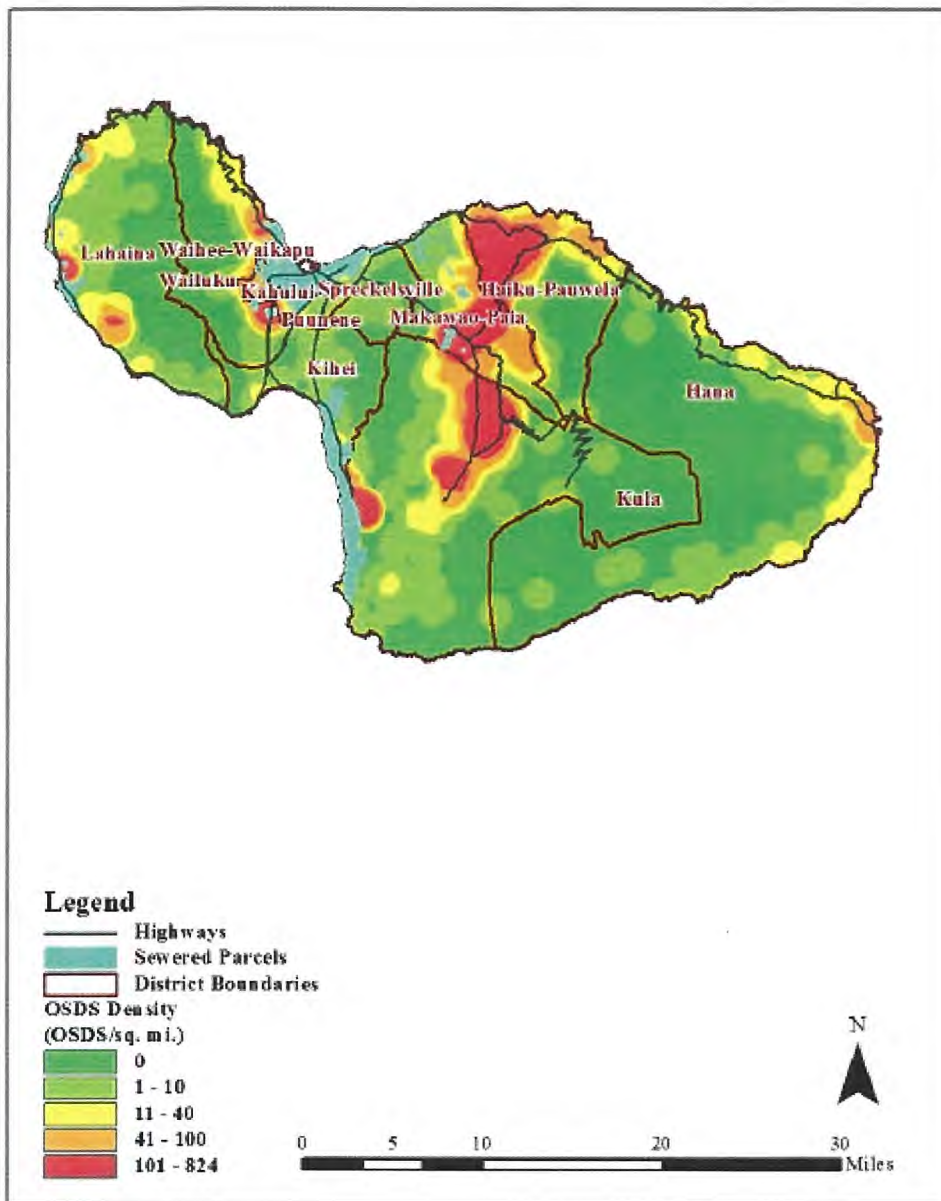 Lahaina
Waihee-Waikapu
Wailuku
Kahului
Spreckelsville
Haiku-Pauwela
Puunene
Makawao-Paia
Kihei
Hana
Kula
Legend
Highways
Sewered Parcels
District Boundaries
OSDS Density
(OSDS/sq. mi.)
0
1 - 10
11 - 40
41 - 100
101 - 824
N
0 5 10 20 30
Miles